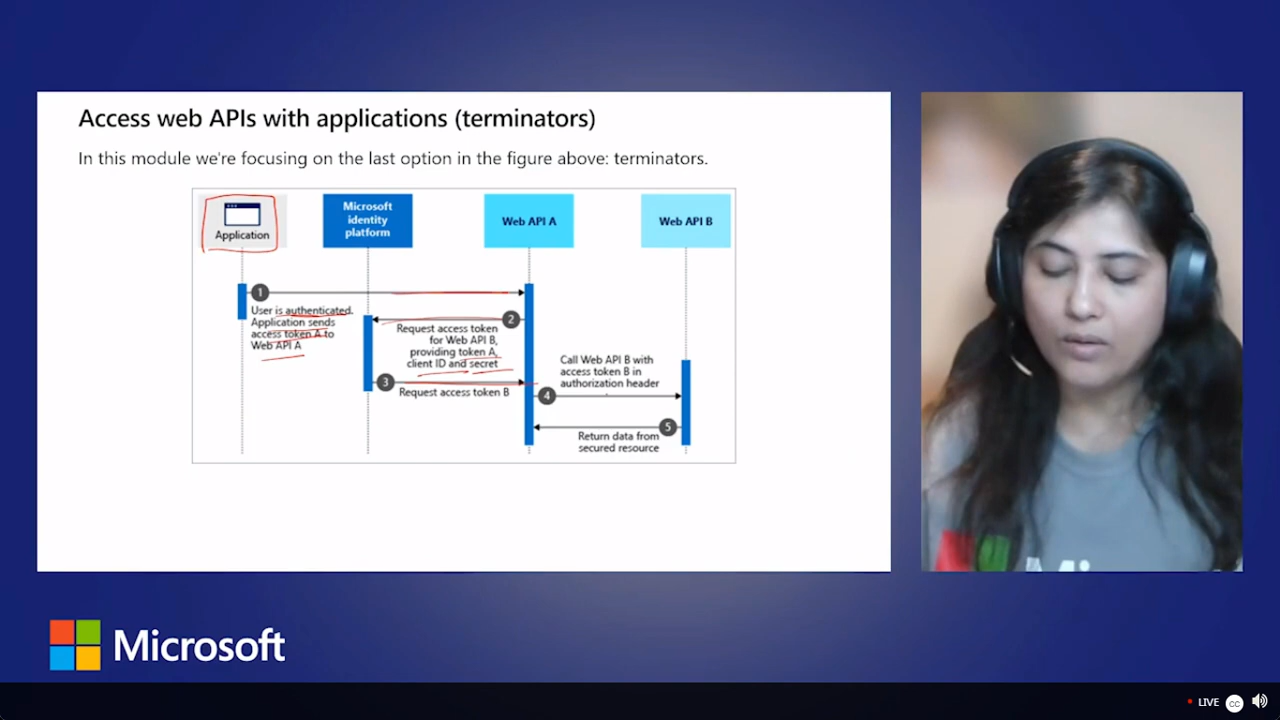 Access web APIs with applications (terminators)
In this module we're focusing on the last option in the figure above: terminators.
Application
Microsoft
identity
platform
Web API A
Web API B
1
User is authenticated.
Application sends
access token A to
Web API A
2
Request access token
for Web API B,
providing token A,
client ID and secret
3
Request access token B
Call Web API B with
access token B in
authorization header
4
5
Return data from
secured resource
Microsoft
LIVE
CC